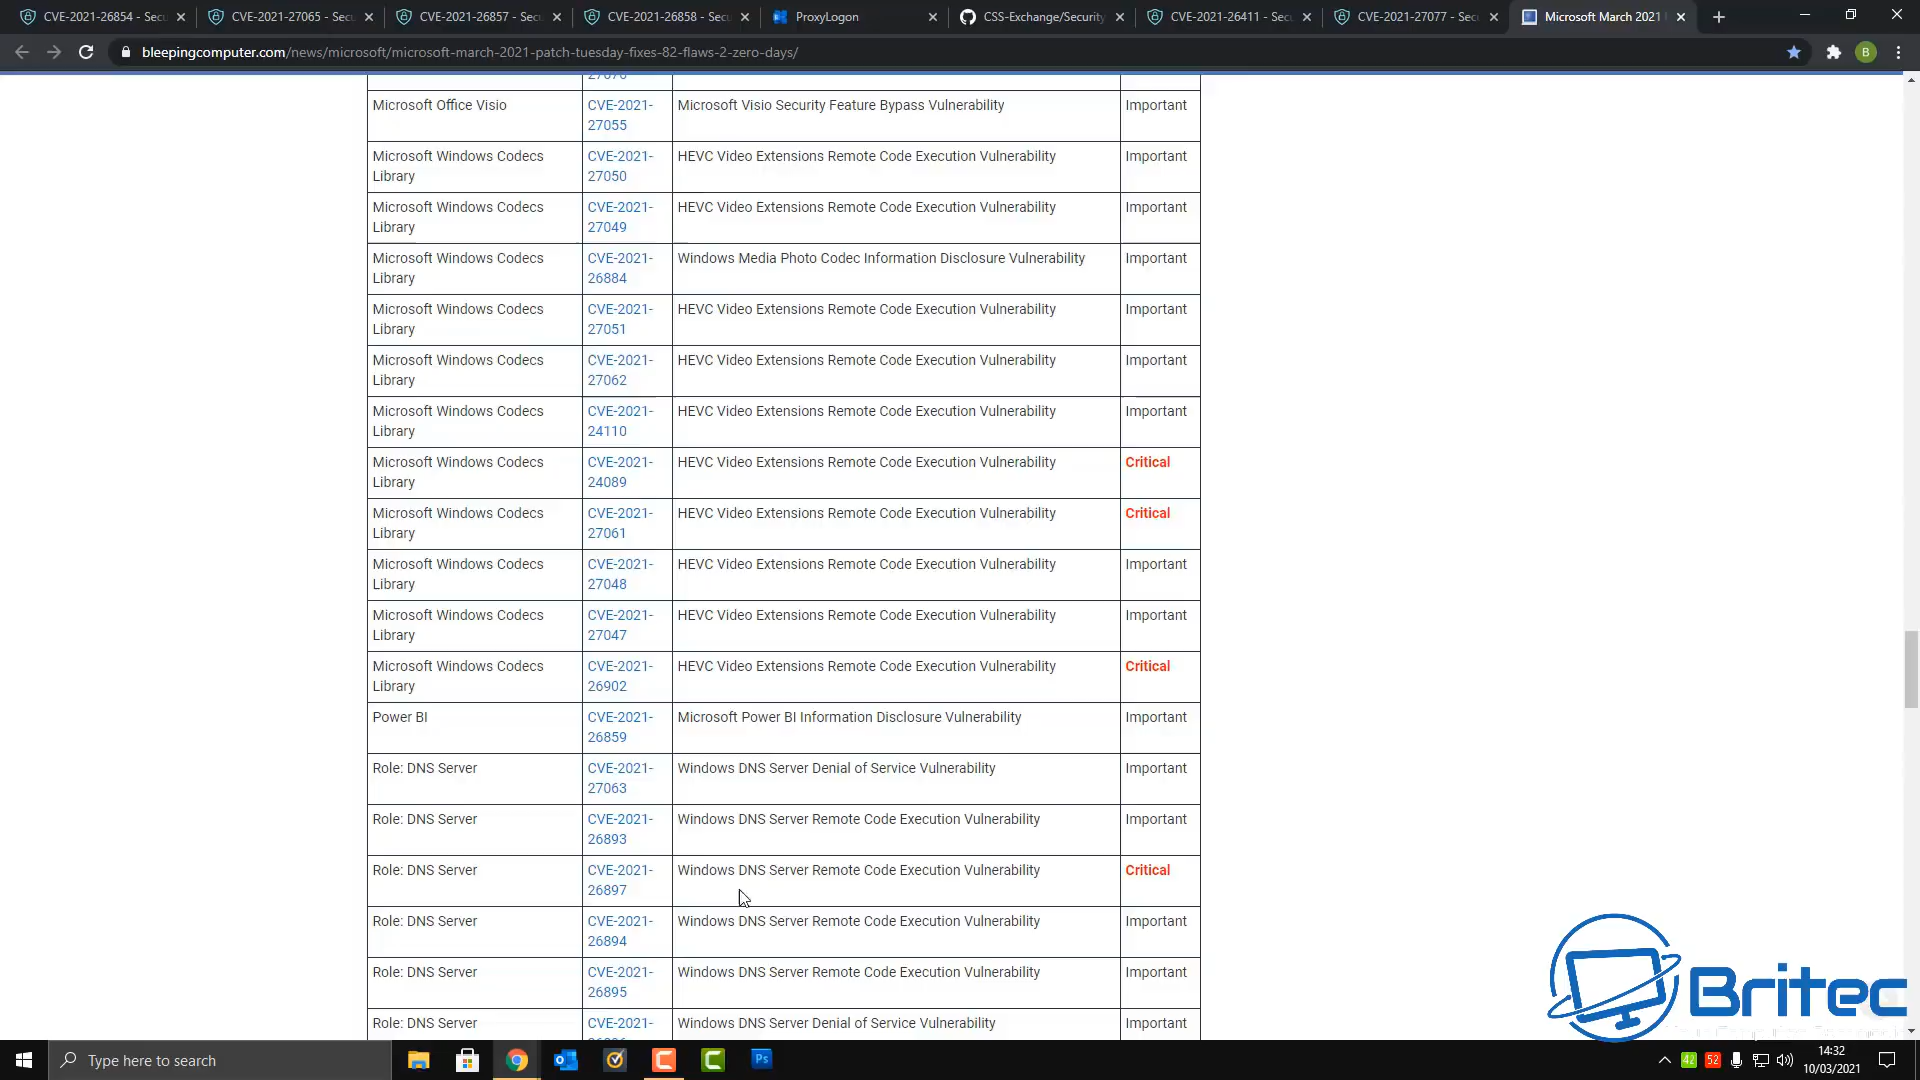 CVE-2021-26854 - Secu
CVE-2021-27065 - Secu
CVE-2021-26857 - Secu
CVE-2021-26858 - Secu
ProxyLogon
CSS-Exchange/Security
CVE-2021-26411 - Secu
CVE-2021-27077 - Secu
Microsoft March 2021
bleepingcomputer.com/news/microsoft/microsoft-march-2021-patch-tuesday-fixes-82-flaws-2-zero-days/
B
Microsoft Office Visio
CVE-2021-
27055
Microsoft Visio Security Feature Bypass Vulnerability
Important
Microsoft Windows Codecs
Library
CVE-2021-
27050
HEVC Video Extensions Remote Code Execution Vulnerability
Important
Microsoft Windows Codecs
Library
CVE-2021-
27049
HEVC Video Extensions Remote Code Execution Vulnerability
Important
Microsoft Windows Codecs
Library
CVE-2021-
26884
Windows Media Photo Codec Information Disclosure Vulnerability
Important
Microsoft Windows Codecs
Library
CVE-2021-
27051
HEVC Video Extensions Remote Code Execution Vulnerability
Important
Microsoft Windows Codecs
Library
CVE-2021-
27062
HEVC Video Extensions Remote Code Execution Vulnerability
Important
Microsoft Windows Codecs
Library
CVE-2021-
24110
HEVC Video Extensions Remote Code Execution Vulnerability
Important
Microsoft Windows Codecs
Library
CVE-2021-
24089
HEVC Video Extensions Remote Code Execution Vulnerability
Critical
Microsoft Windows Codecs
Library
CVE-2021-
27061
HEVC Video Extensions Remote Code Execution Vulnerability
Critical
Microsoft Windows Codecs
Library
CVE-2021-
27048
HEVC Video Extensions Remote Code Execution Vulnerability
Important
Microsoft Windows Codecs
Library
CVE-2021-
27047
HEVC Video Extensions Remote Code Execution Vulnerability
Important
Microsoft Windows Codecs
Library
CVE-2021-
26902
HEVC Video Extensions Remote Code Execution Vulnerability
Critical
Power BI
CVE-2021-
26859
Microsoft Power BI Information Disclosure Vulnerability
Important
Role: DNS Server
CVE-2021-
27063
Windows DNS Server Denial of Service Vulnerability
Important
Role: DNS Server
CVE-2021-
26893
Windows DNS Server Remote Code Execution Vulnerability
Important
Role: DNS Server
CVE-2021-
26897
Windows DNS Server Remote Code Execution Vulnerability
Critical
Role: DNS Server
CVE-2021-
26894
Windows DNS Server Remote Code Execution Vulnerability
Important
Role: DNS Server
CVE-2021-
26895
Windows DNS Server Remote Code Execution Vulnerability
Important
Role: DNS Server
CVE-2021-
Windows DNS Server Denial of Service Vulnerability
Important
Britec
Type here to search
Ps
42
52
14:32
10/03/2021